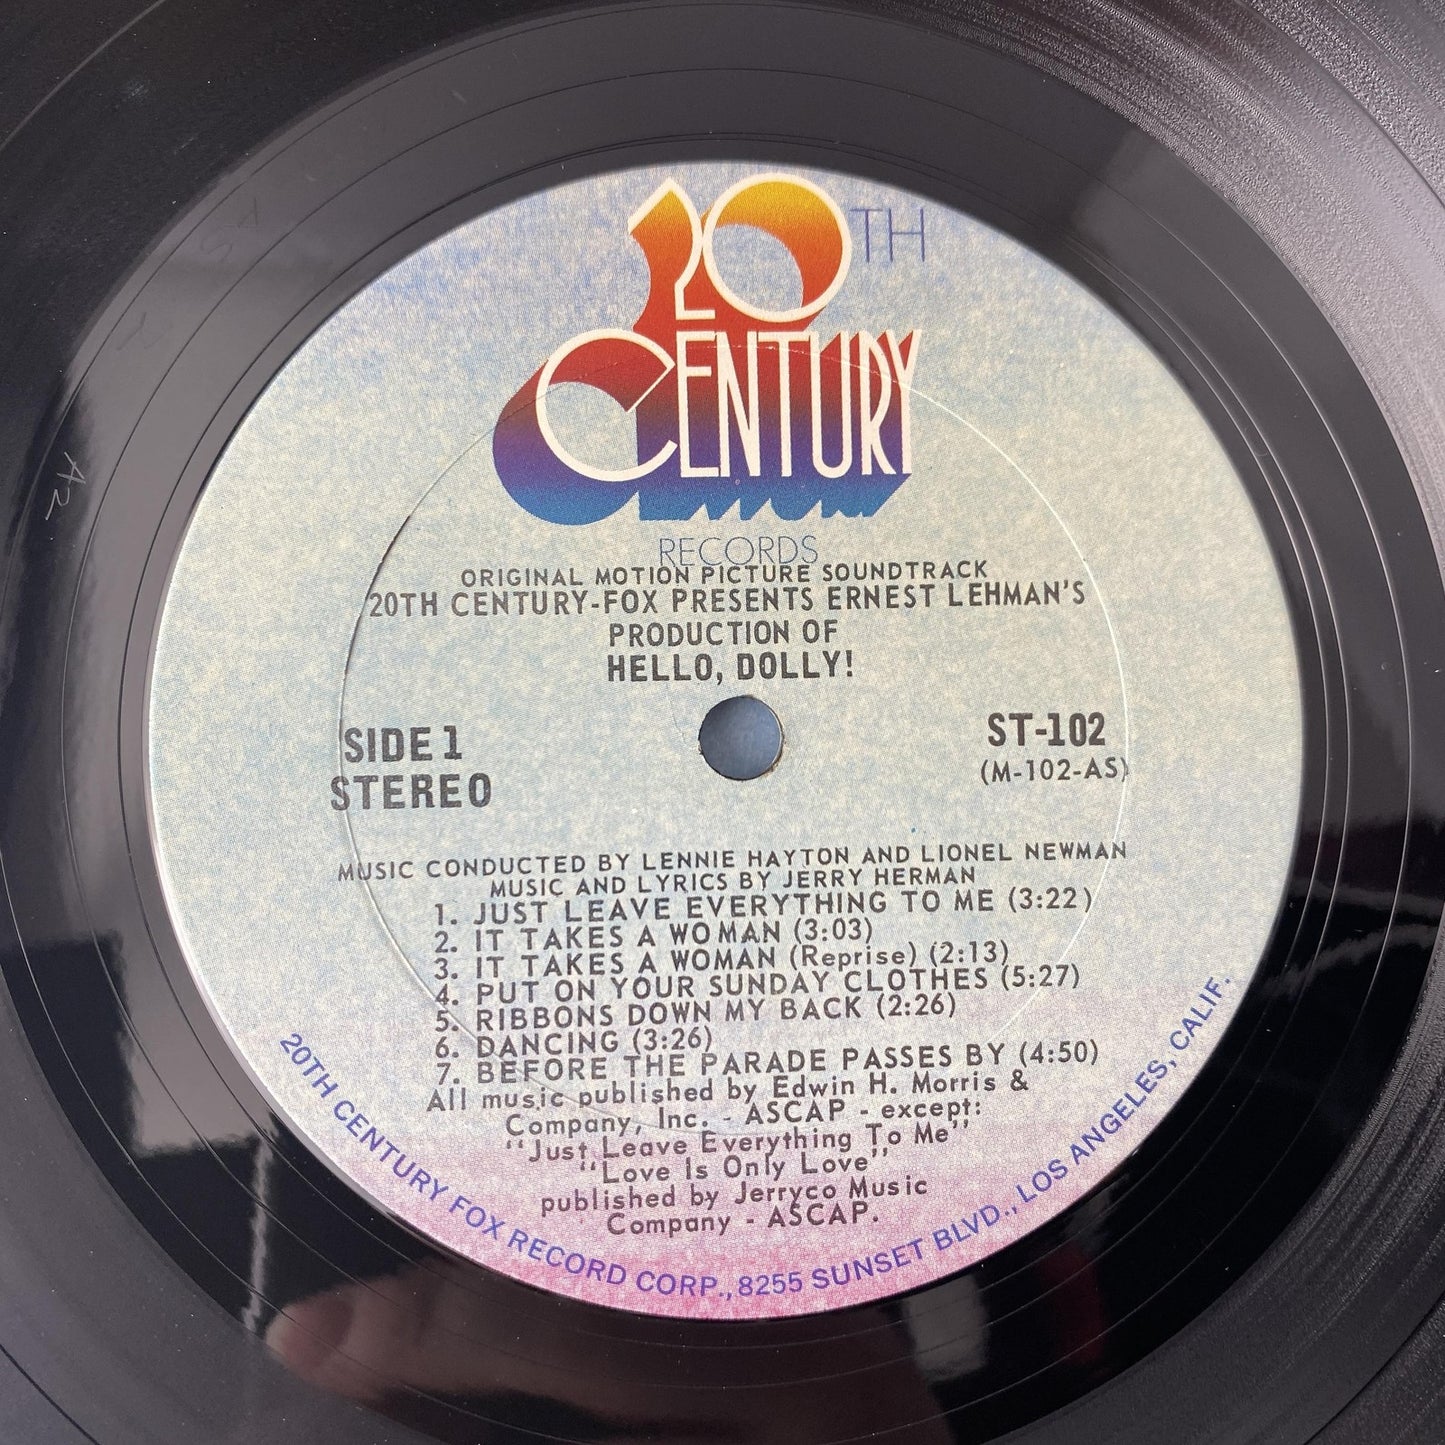 20TH
CENTURY
RECORDS
ORIGINAL MOTION PICTURE SOUNDTRACK
20TH CENTURY-FOX PRESENTS ERNEST LEHMAN'S
PRODUCTION OF
HELLO, DOLLY!
SIDE 1
STEREO
ST-102
(M-102-AS)
MUSIC CONDUCTED BY LENNIE HAYTON AND LIONEL NEWMAN
MUSIC AND LYRICS BY JERRY HERMAN
1. JUST LEAVE EVERYTHING TO ME (3:22)
2. IT TAKES A WOMAN (3:03)
3. IT TAKES A WOMAN (Reprise) (2:13)
4. PUT ON YOUR SUNDAY CLOTHES (5:27)
5. RIBBONS DOWN MY BACK (2:26)
6. DANCING (3:26)
7. BEFORE THE PARADE PASSES BY (4:50)
All music published by Edwin H. Morris &
Company, Inc. - ASCAP - except:
"Just Leave Everything To Me"
"Love Is Only Love"
published by Jerryco Music
Company - ASCAP.
20TH CENTURY FOX RECORD CORP., 8255 SUNSET BLVD., LOS ANGELES, CALIF.
A2